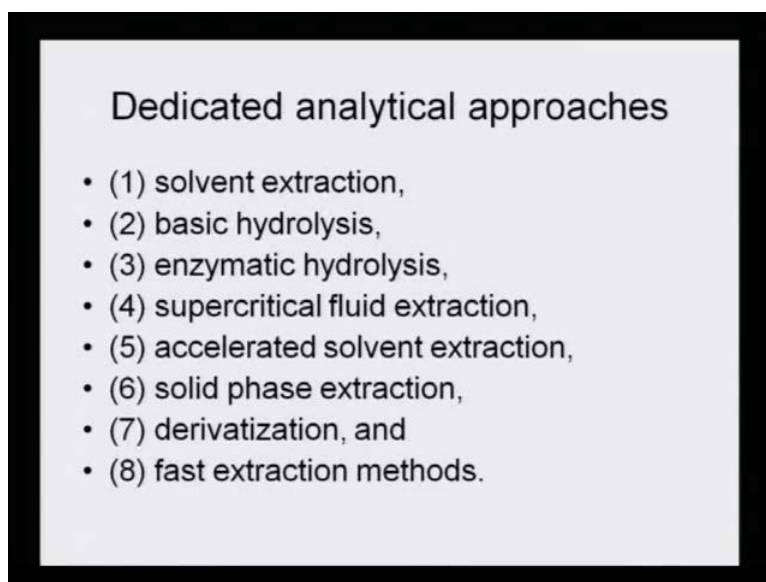 Dedicated analytical approaches
• (1) solvent extraction,
• (2) basic hydrolysis,
• (3) enzymatic hydrolysis,
• (4) supercritical fluid extraction,
• (5) accelerated solvent extraction,
• (6) solid phase extraction,
• (7) derivatization, and
• (8) fast extraction methods.